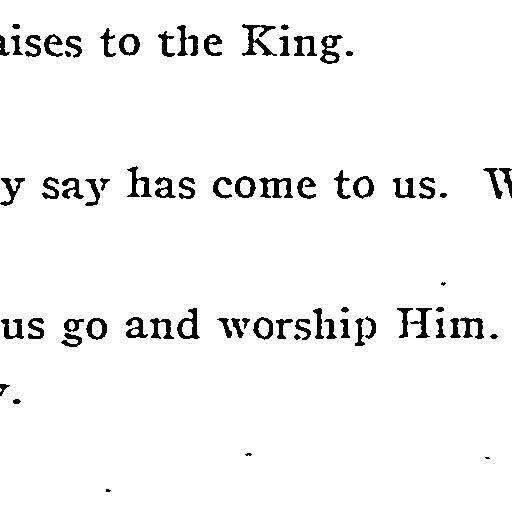 aises to the King.
y say has come to us. W
us go and worship Him.
y.